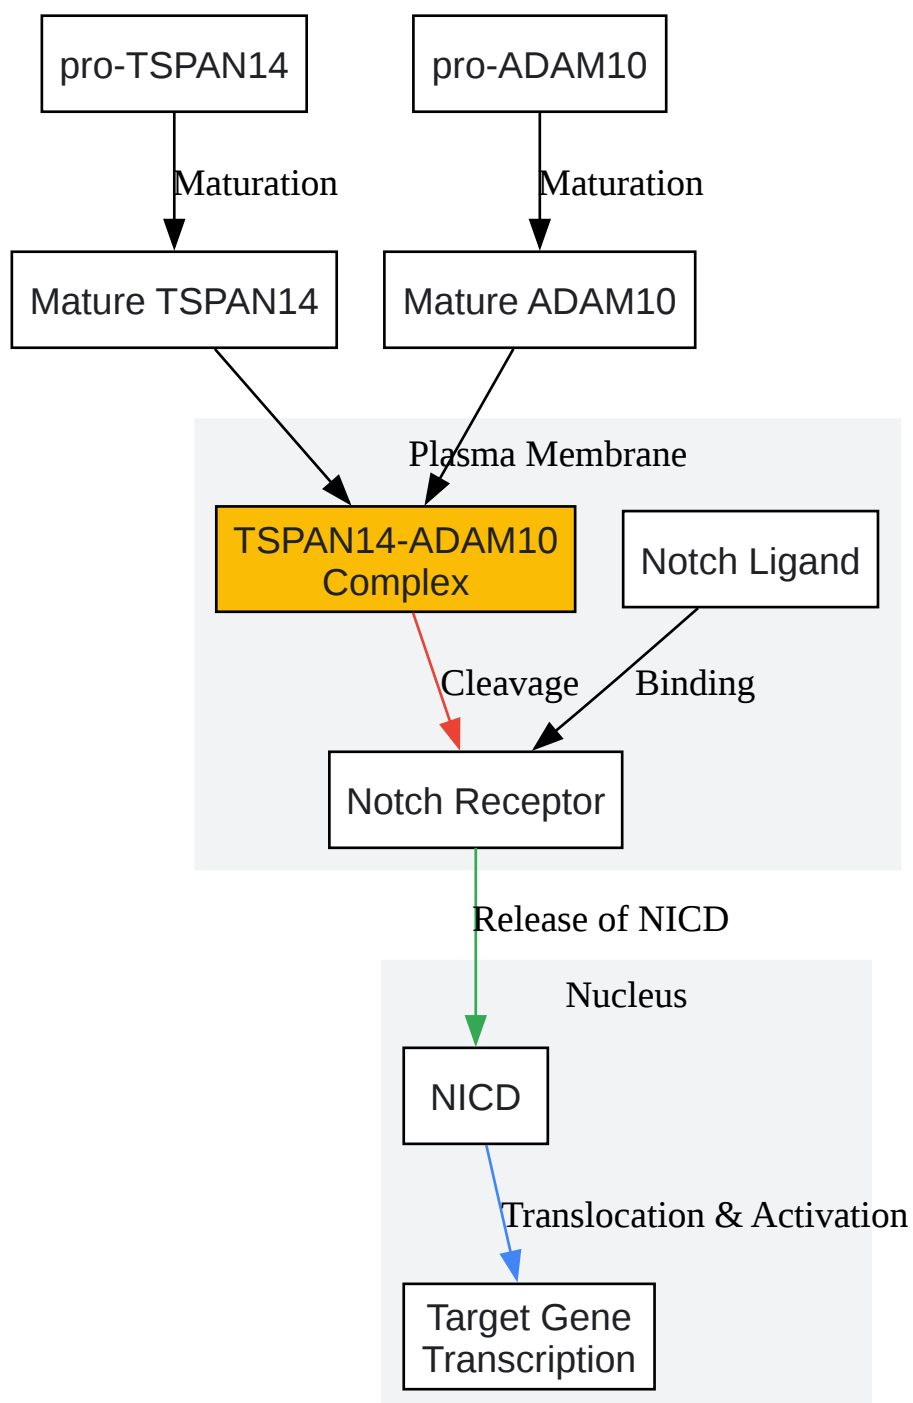 pro-TSPAN14
pro-ADAM10
Maturation
Maturation
Mature TSPAN14
Mature ADAM10
Plasma Membrane
TSPAN14-ADAM10
Complex
Notch Ligand
Cleavage
Binding
Notch Receptor
Release of NICD
Nucleus
NICD
Translocation & Activation
Target Gene
Transcription